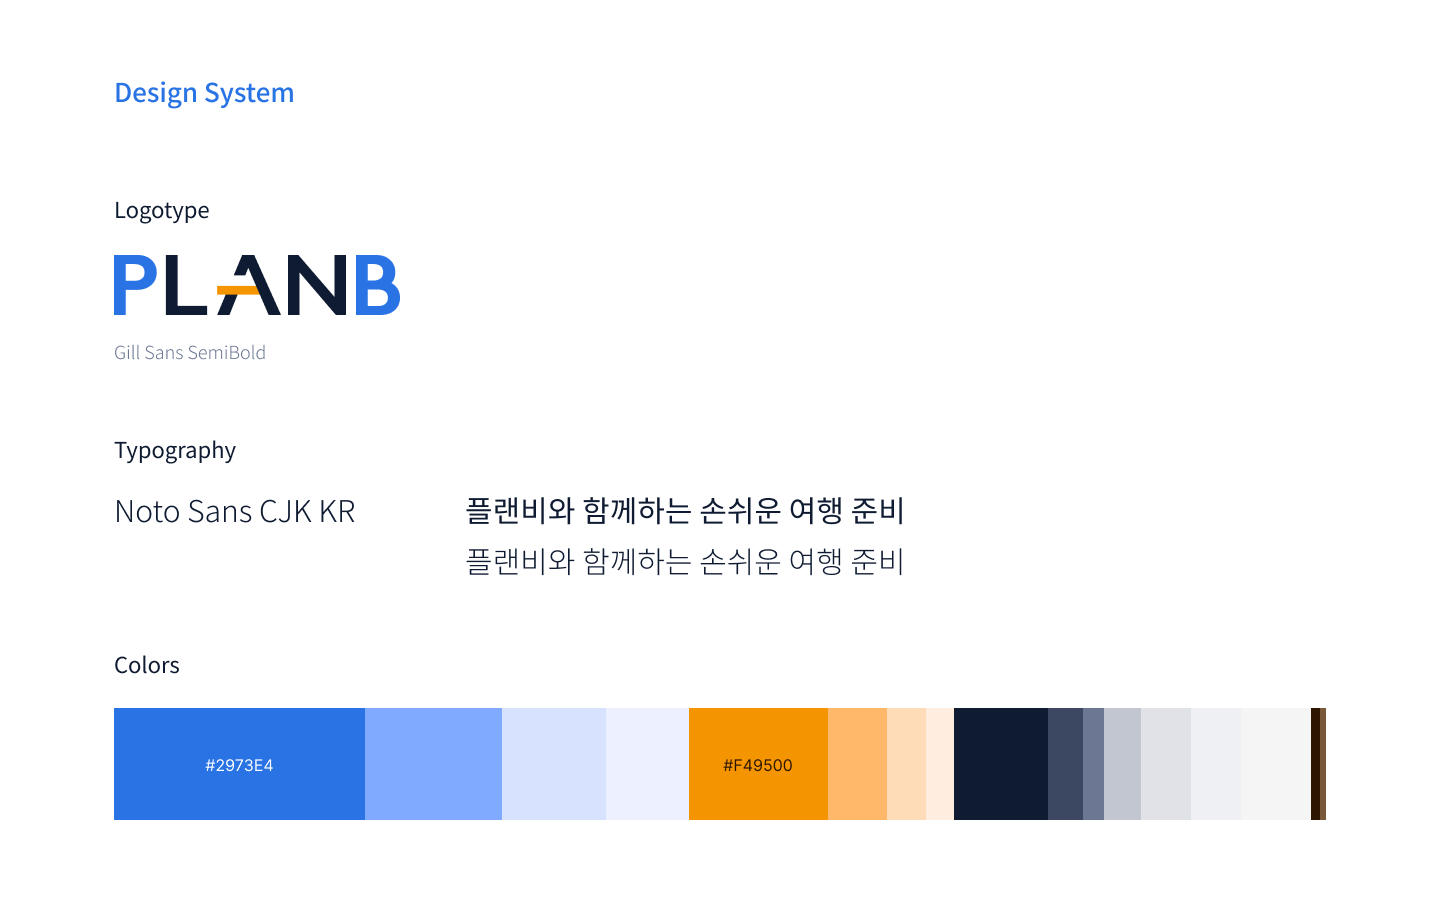 Design System
Logotype
PLANB
Gill Sans SemiBold
Typography
Noto Sans CJK KR
플랜비와 함께하는 손쉬운 여행 준비
플랜비와 함께하는 손쉬운 여행 준비
Colors
#2973E4
#F49500